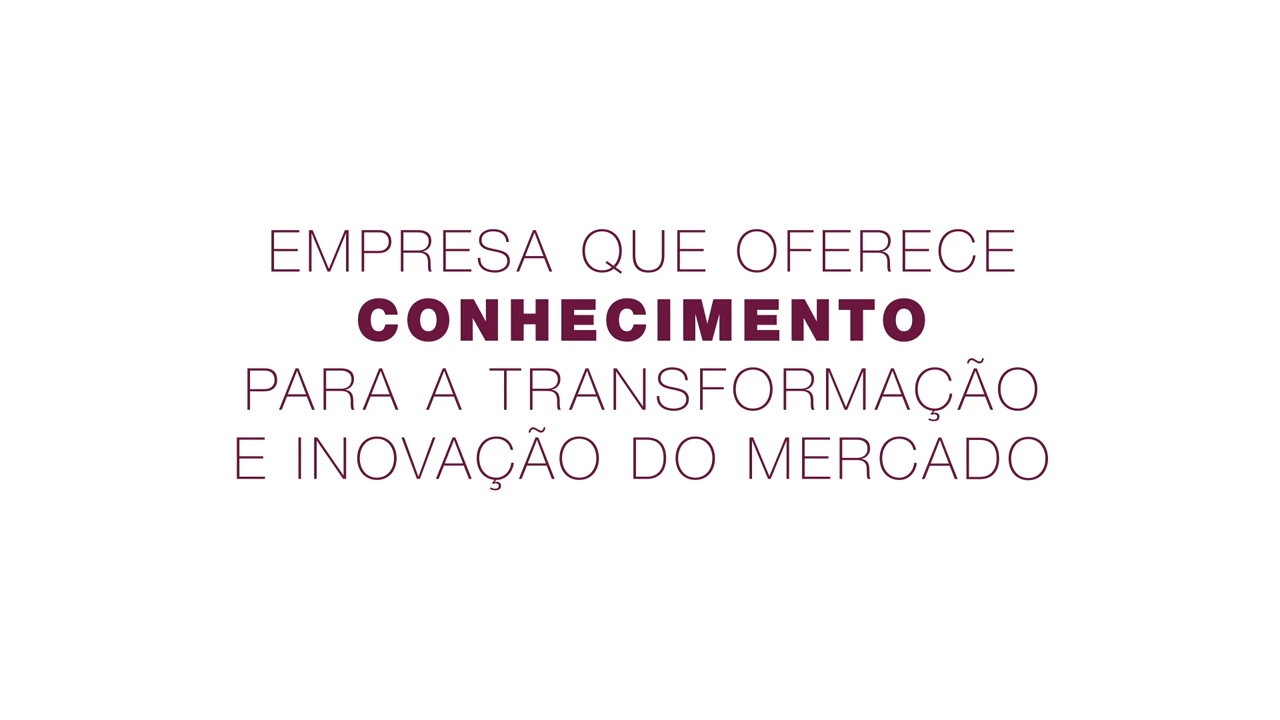 EMPRESA QUE OFERECE
CONHECIMENTO
PARA A TRANSFORMAÇÃO
E INOVAÇÃO DO MERCADO